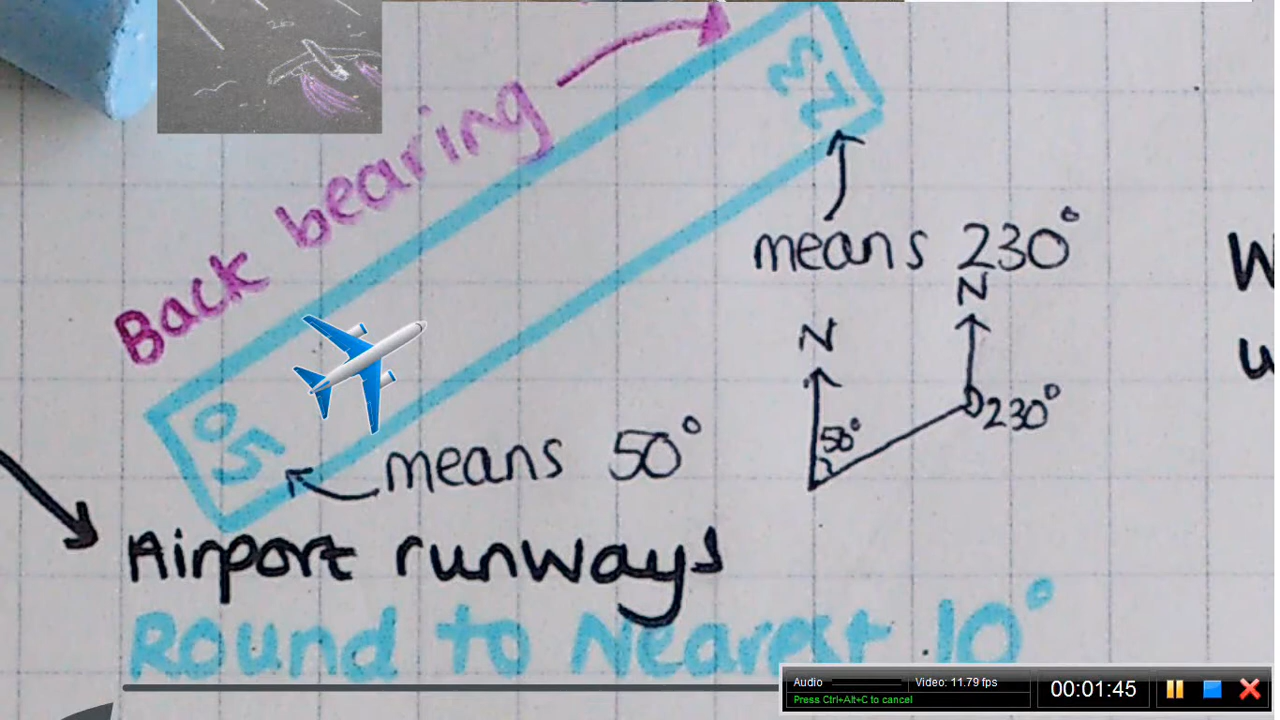 Back bearing
23
means 230°
N
N
50°
230°
05
means 50°
Airport runways
Round to Nearest 10°
Audio
Video: 11.79 fps
Press Ctrl+Alt+C to cancel
00:01:45